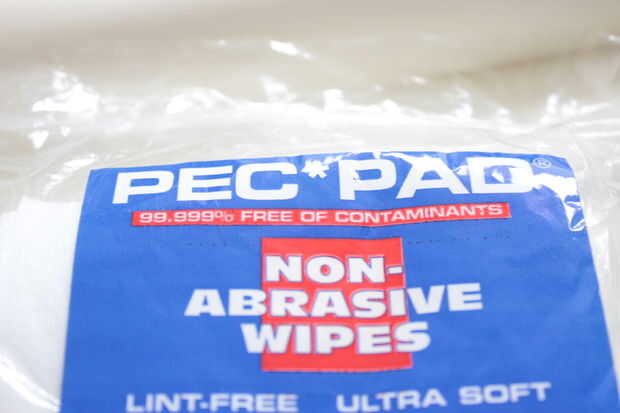 PEC*PAD®
99.999% FREE OF CONTAMINANTS
NON-
ABRASIVE
WIPES
LINT-FREE ULTRA SOFT